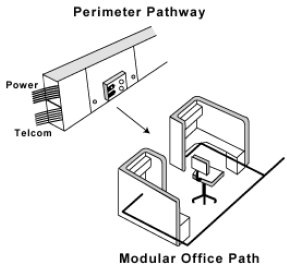 Perimeter Pathway
Power
Telcom
Modular Office Path